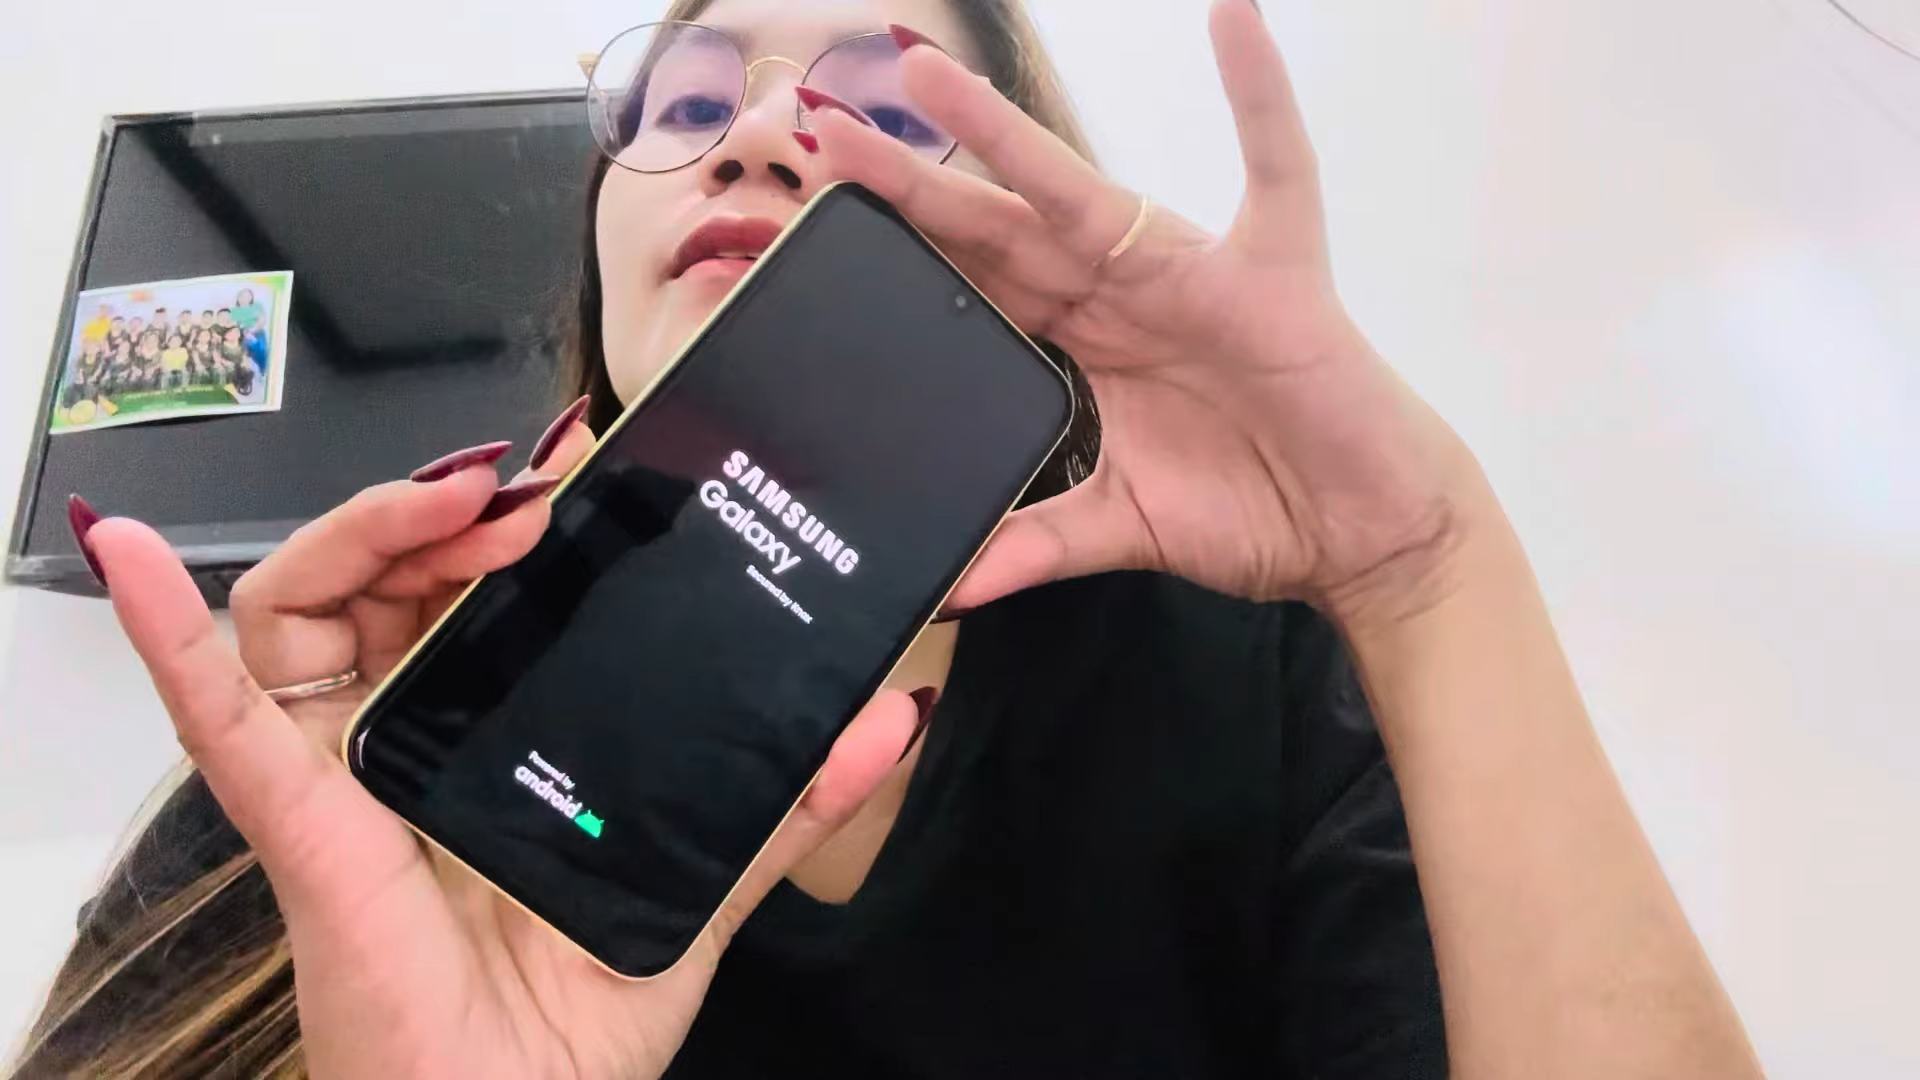 SAMSUNG
Galaxy
Secured by Knox
Powered by
android